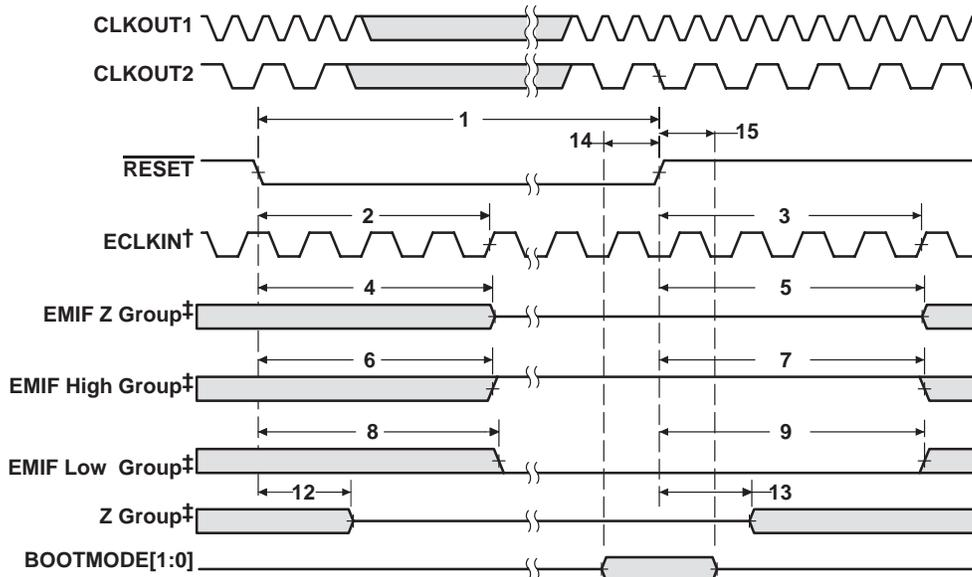 CLKOUT1
CLKOUT2
1
14
15
RESET
2
3
ECLKIN†
4
5
EMIF Z Group‡
6
7
EMIF High Group‡
8
9
EMIF Low Group‡
12
13
Z Group‡
BOOTMODE[1:0]